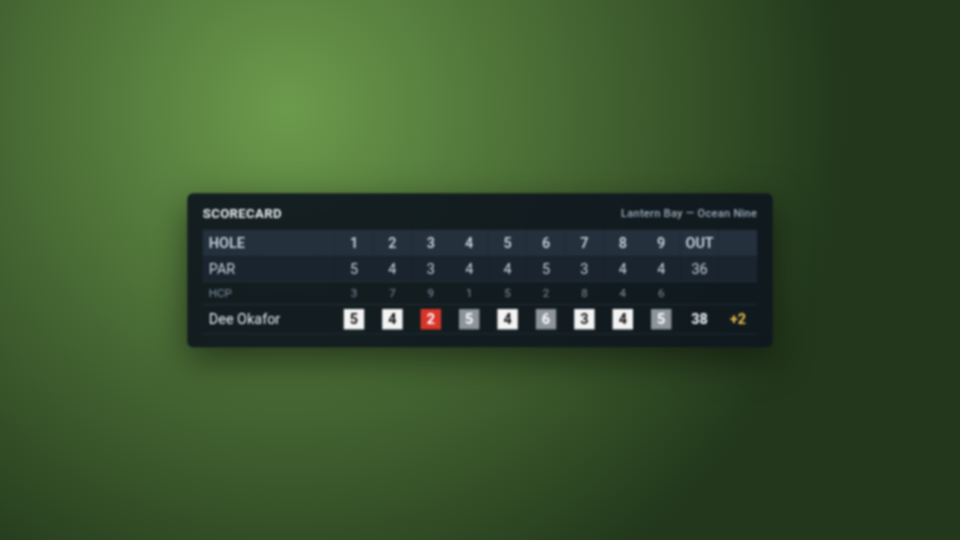 SCORECARD Lantern Bay — Ocean Nine
HOLE 1 2 3 4 5 6 7 8 9 OUT
PAR 5 4 3 4 4 5 3 4 4 36
HCP 3 7 9 1 5 2 8 4 6
Dee Okafor 5 4 2 5 4 6 3 4 5 38 +2